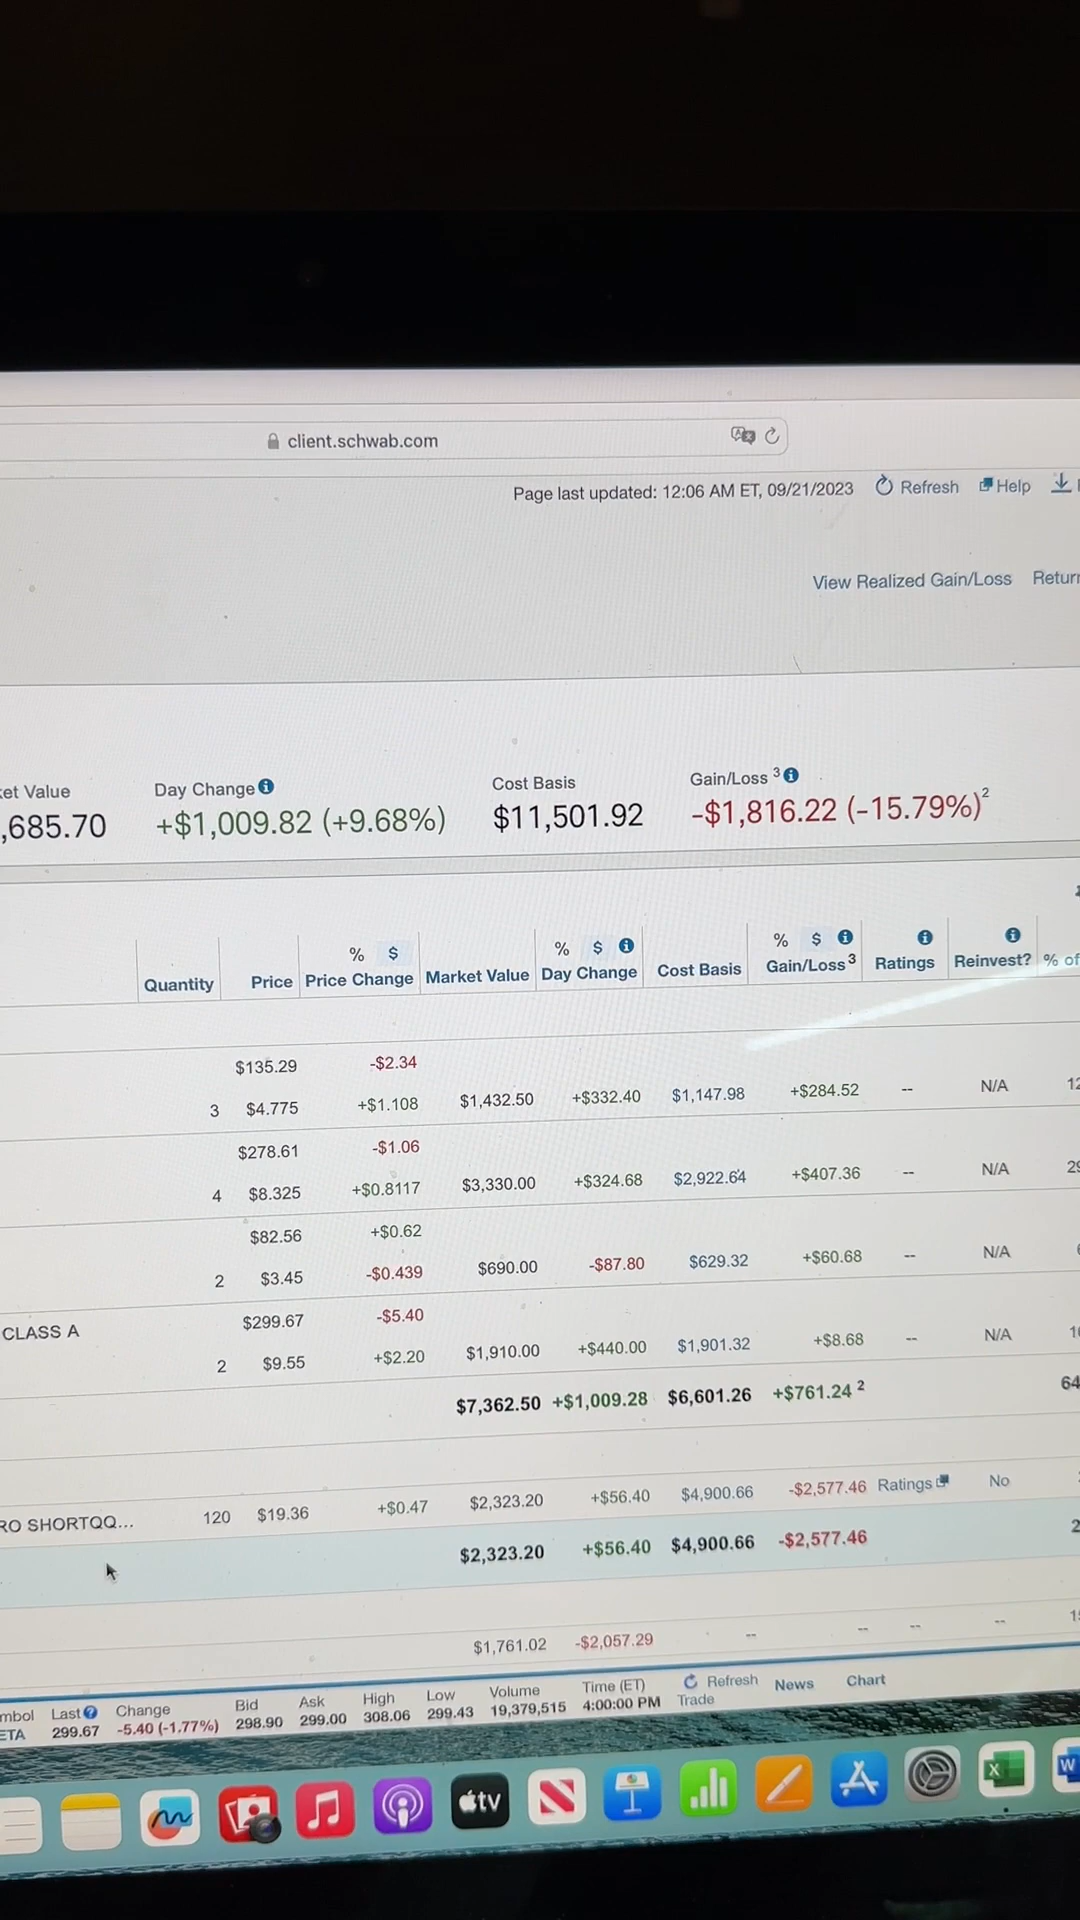 client.schwab.com
Page last updated: 12:06 AM ET, 09/21/2023 Refresh Help
View Realized Gain/Loss Return
ket Value Day Change Cost Basis Gain/Loss 3
,685.70 +$1,009.82 (+9.68%) $11,501.92 -$1,816.22 (-15.79%)2
% $ % $ % $
Quantity Price Price Change Market Value Day Change Cost Basis Gain/Loss 3 Ratings Reinvest? % of
$135.29 -$2.34
3 $4.775 +$1.108 $1,432.50 +$332.40 $1,147.98 +$284.52 -- N/A 12
$278.61 -$1.06
4 $8.325 +$0.8117 $3,330.00 +$324.68 $2,922.64 +$407.36 -- N/A 29
$82.56 +$0.62
2 $3.45 -$0.439 $690.00 -$87.80 $629.32 +$60.68 -- N/A
CLASS A $299.67 -$5.40
2 $9.55 +$2.20 $1,910.00 +$440.00 $1,901.32 +$8.68 -- N/A 16
$7,362.50 +$1,009.28 $6,601.26 +$761.24 2 64
RO SHORTQQ... 120 $19.36 +$0.47 $2,323.20 +$56.40 $4,900.66 -$2,577.46 Ratings No
$2,323.20 +$56.40 $4,900.66 -$2,577.46 2
$1,761.02 -$2,057.29 -- -- -- -- 15
mbol Last Change Bid Ask High Low Volume Time (ET) Refresh News Chart
ETA 299.67 -5.40 (-1.77%) 298.90 299.00 308.06 299.43 19,379,515 4:00:00 PM Trade
tv
X
W